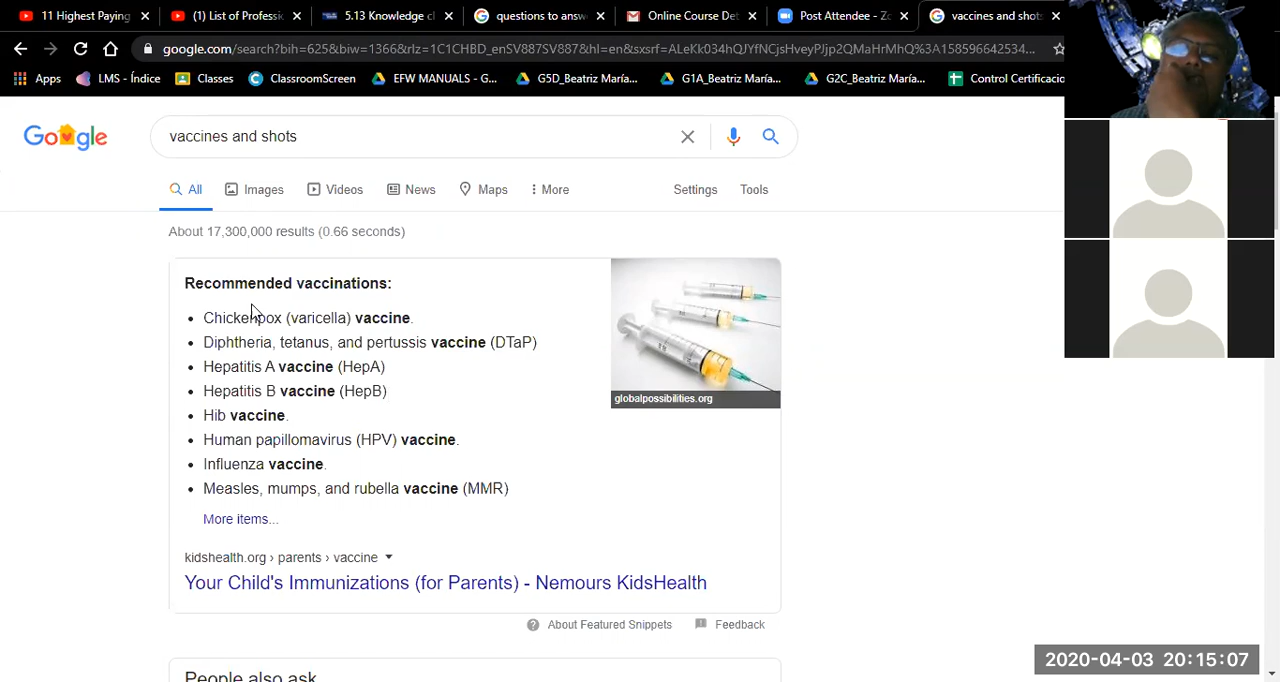 11 Highest Paying
(1) List of Professi
5.13 Knowledge cl
questions to answ
Online Course Det
Post Attendee - Zo
vaccines and shots
google.com/search?bih=625&biw=1366&rlz=1C1CHBD_enSV887SV887&hl=en&sxsrf=ALeKk034hQJYfNCjsHveyPJjp2QMaHrMhQ%3A158596642534...
Apps
LMS - Índice
Classes
ClassroomScreen
EFW MANUALS - G...
G5D_Beatriz María...
G1A_Beatriz María...
G2C_Beatriz María...
Control Certificacio
Google
vaccines and shots
All
Images
Videos
News
Maps
More
Settings
Tools
About 17,300,000 results (0.66 seconds)
Recommended vaccinations:
Chickenpox (varicella) vaccine.
Diphtheria, tetanus, and pertussis vaccine (DTaP)
Hepatitis A vaccine (HepA)
Hepatitis B vaccine (HepB)
Hib vaccine.
Human papillomavirus (HPV) vaccine.
Influenza vaccine.
Measles, mumps, and rubella vaccine (MMR)
More items...
globalpossibilities.org
kidshealth.org › parents › vaccine
Your Child's Immunizations (for Parents) - Nemours KidsHealth
About Featured Snippets
Feedback
People also ask
2020-04-03 20:15:07